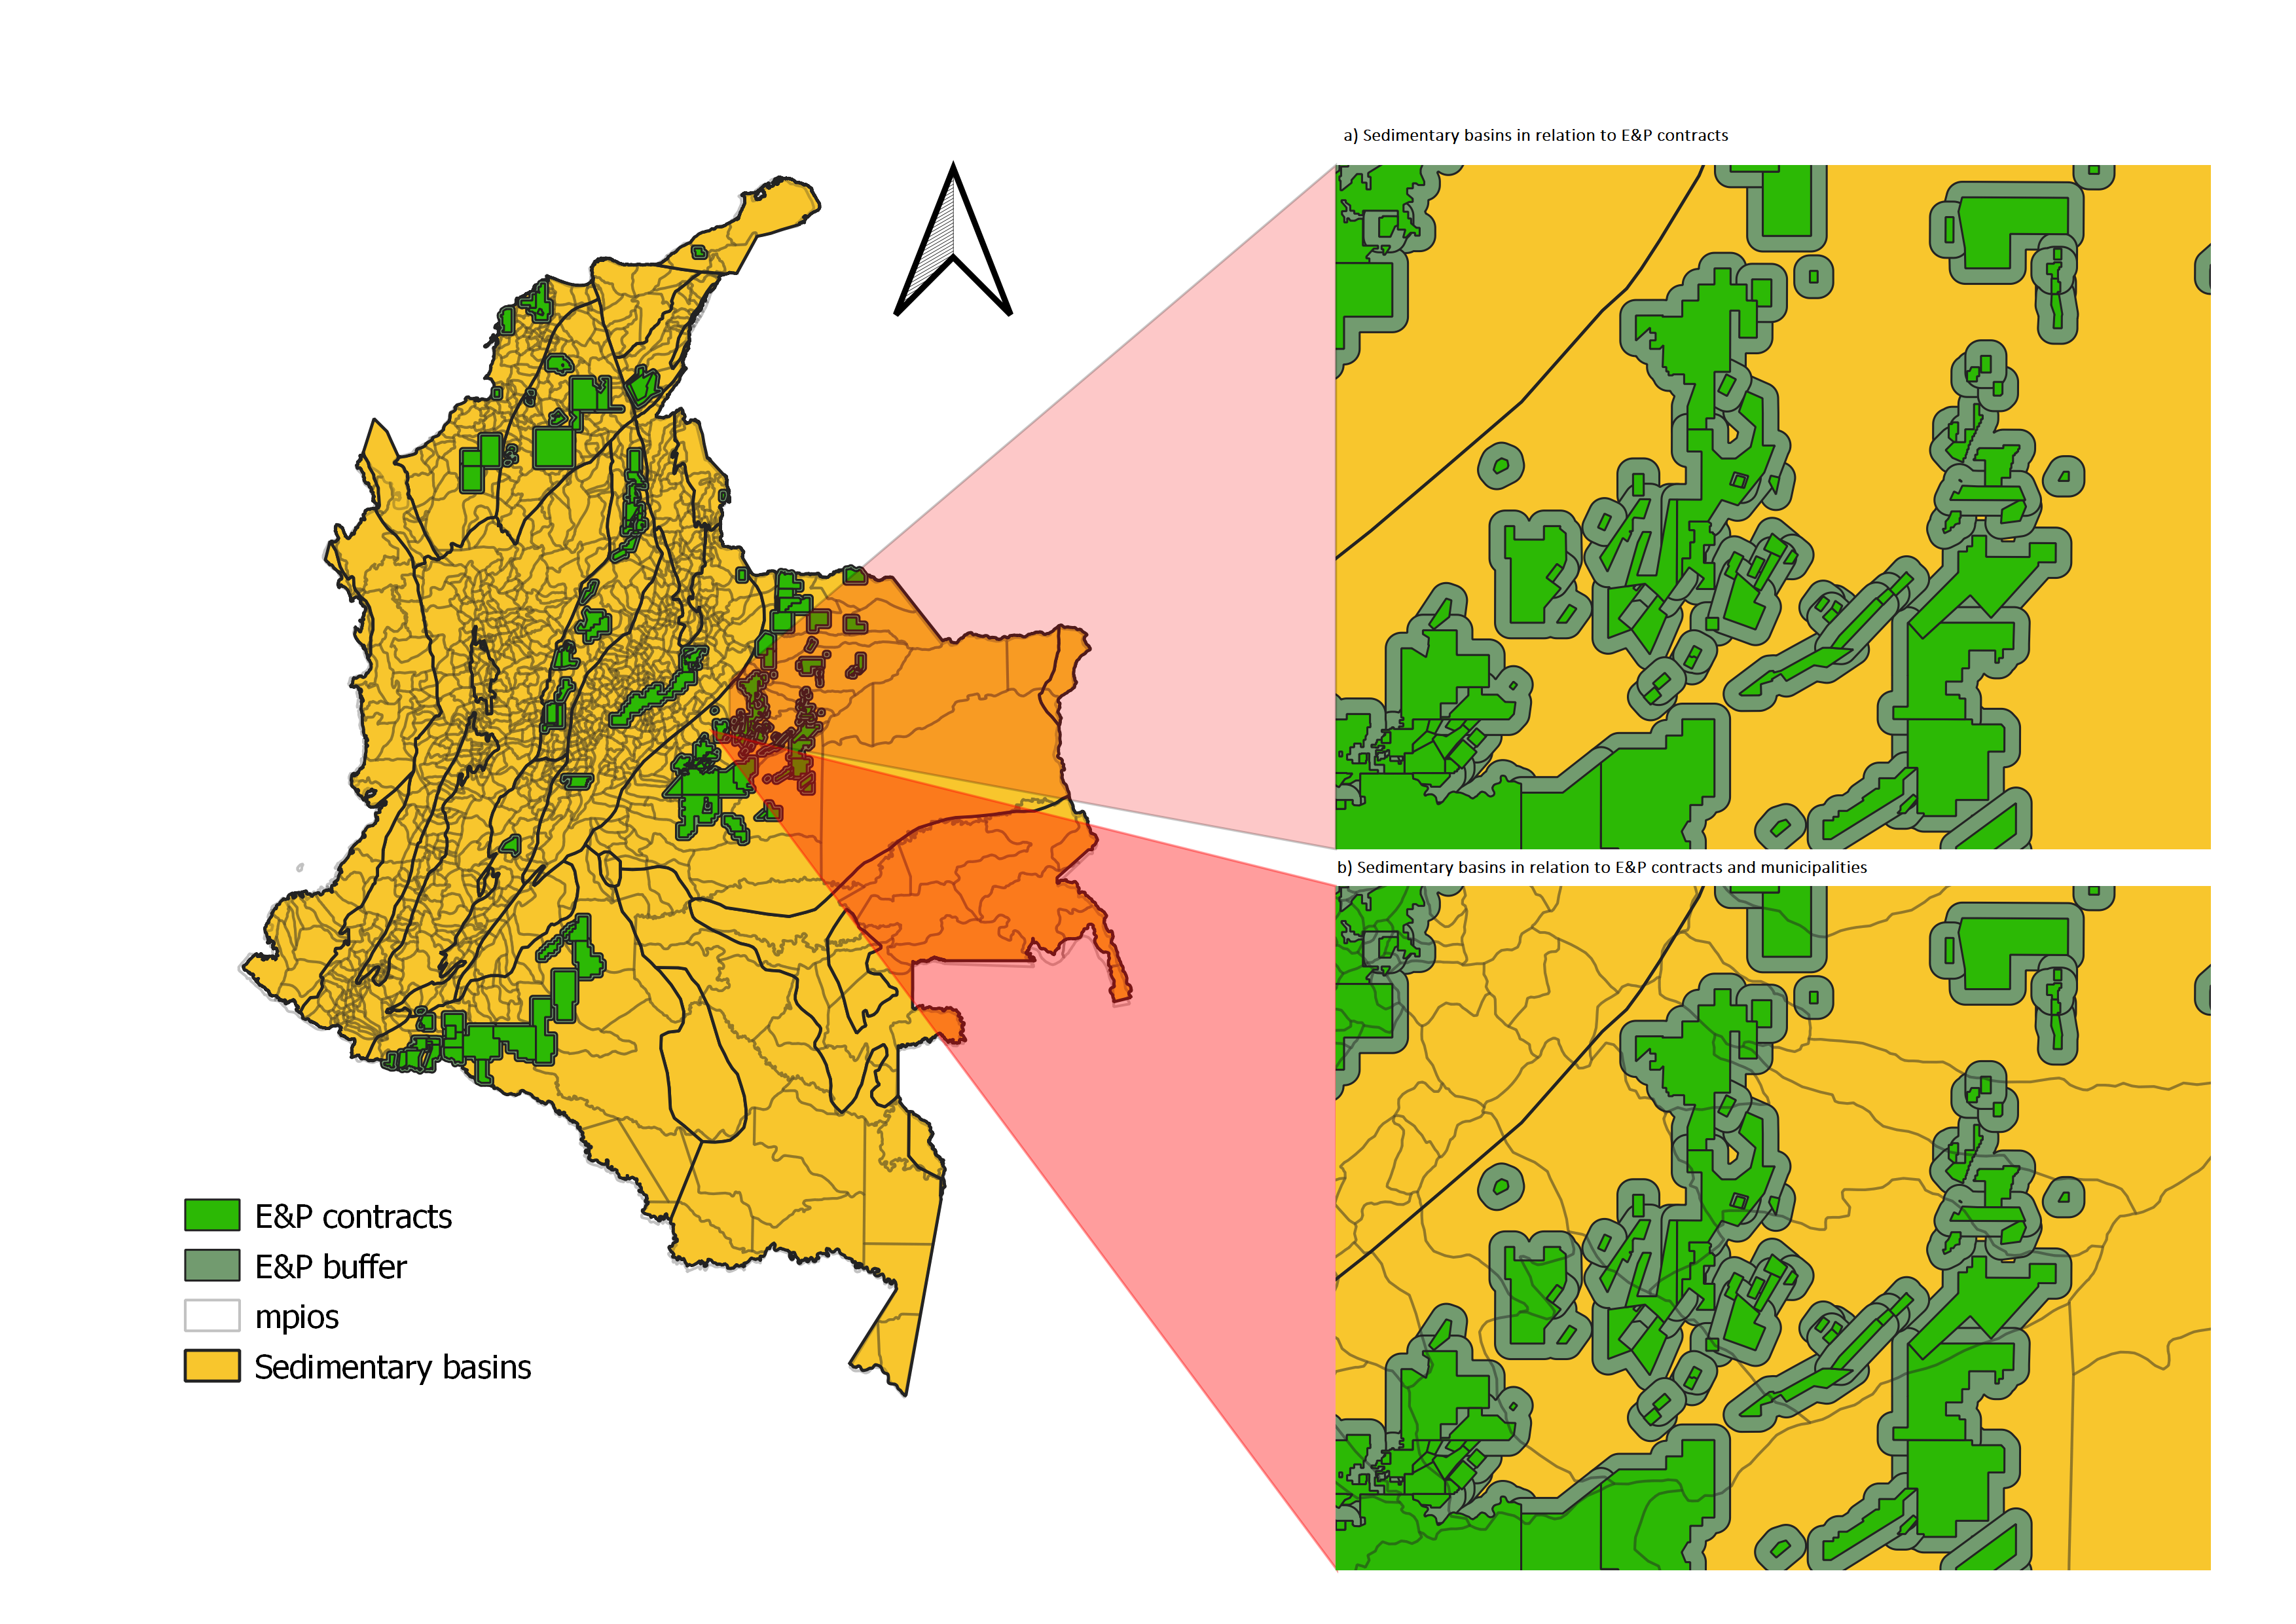 a) Sedimentary basins in relation to E&P contracts
b) Sedimentary basins in relation to E&P contracts and municipalities
E&P contracts
E&P buffer
mpios
Sedimentary basins